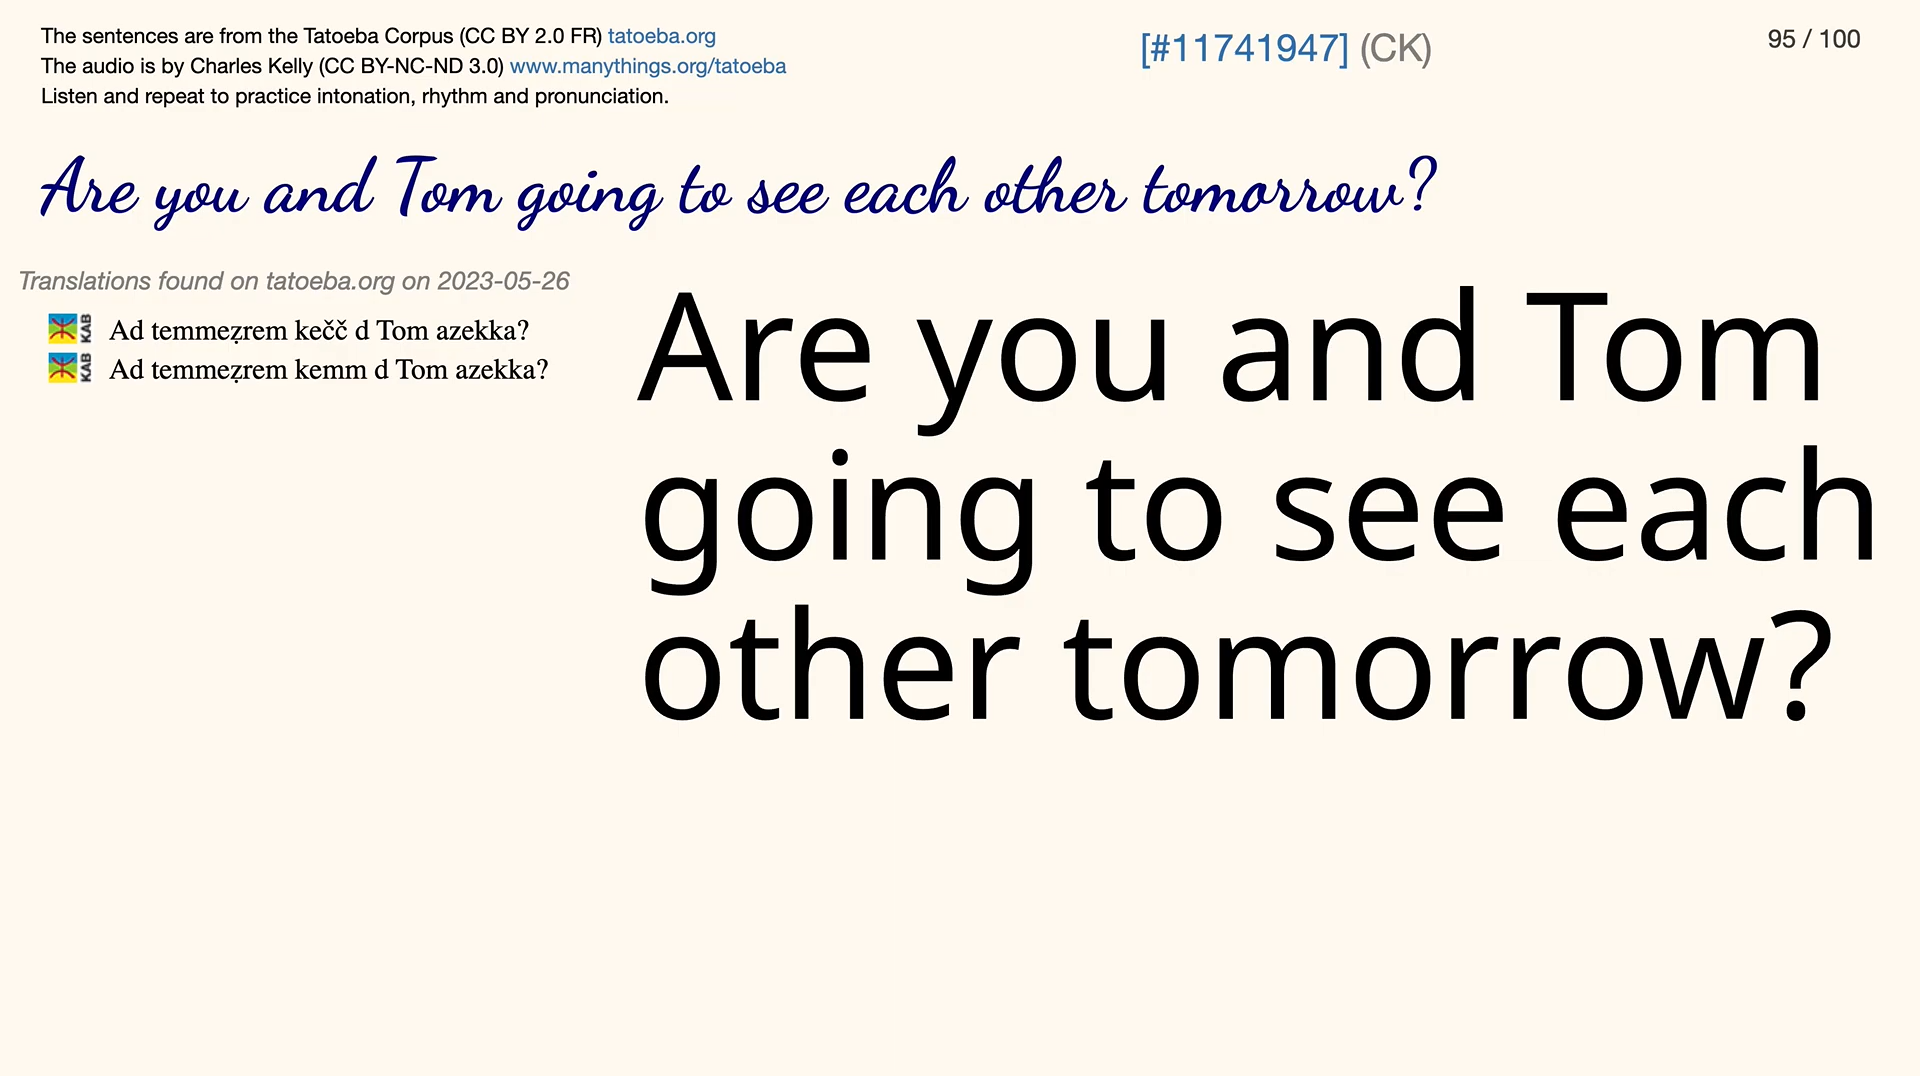 The sentences are from the Tatoeba Corpus (CC BY 2.0 FR) tatoeba.org
The audio is by Charles Kelly (CC BY-NC-ND 3.0) www.manythings.org/tatoeba
Listen and repeat to practice intonation, rhythm and pronunciation.
[#11741947] (CK)
95 / 100
Are you and Tom going to see each other tomorrow?
Translations found on tatoeba.org on 2023-05-26
KAB Ad temmeẓrem kečč d Tom azekka?
KAB Ad temmeẓrem kemm d Tom azekka?
Are you and Tom
going to see each
other tomorrow?